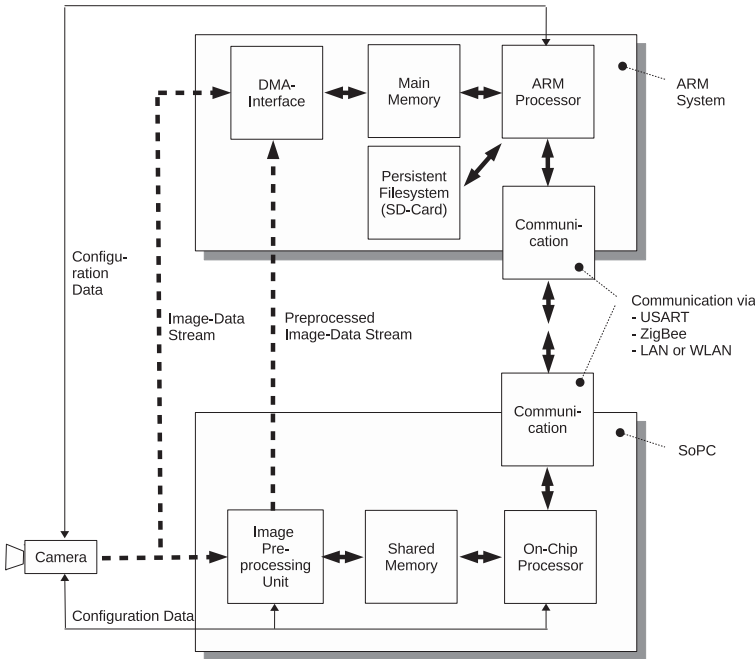 DMA-
Interface
Main
Memory
ARM
Processor
ARM
System
Persistent
Filesystem
(SD-Card)
Communi-
cation
Configu-
ration
Data
Image-Data
Stream
Preprocessed
Image-Data Stream
Communication via
- USART
- ZigBee
- LAN or WLAN
Communi-
cation
SoPC
Camera
Image
Pre-
processing
Unit
Shared
Memory
On-Chip
Processor
Configuration Data